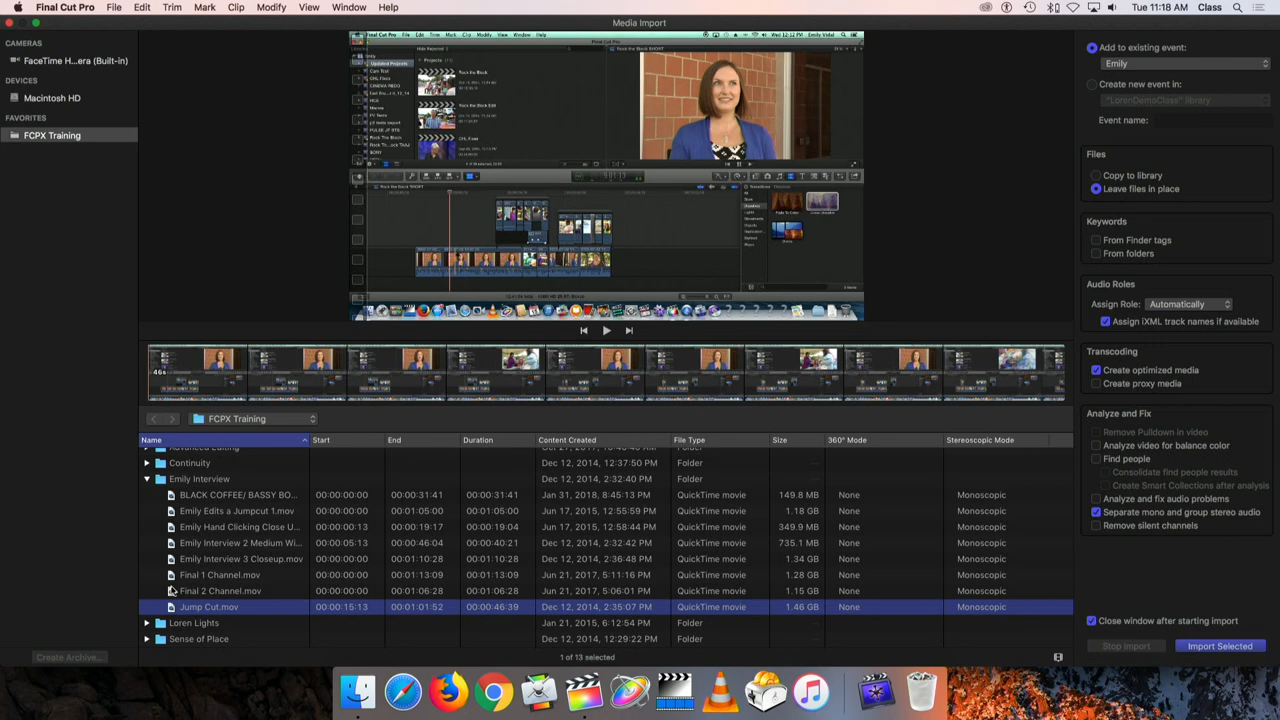 Final Cut Pro File Edit Trim Mark Clip Modify View Window Help Tue 11:18 AM Class
Media Import
CAMERAS
FaceTime H...era (Built-in)
DEVICES
Macintosh HD
FAVORITES
FCPX Training
Create Archive...
46s
FCPX Training
Name Start End Duration Content Created File Type Size 360° Mode Stereoscopic Mode
Continuity Dec 12, 2014, 12:37:50 PM Folder
Emily Interview Dec 12, 2014, 2:32:40 PM Folder
BLACK COFFEE/ BASSY BO... 00:00:00:00 00:00:31:41 00:00:31:41 Jan 31, 2018, 8:45:13 PM QuickTime movie 149.8 MB None Monoscopic
Emily Edits a Jumpcut 1.mov 00:00:00:00 00:01:05:00 00:01:05:00 Jun 17, 2015, 12:55:59 PM QuickTime movie 1.18 GB None Monoscopic
Emily Hand Clicking Close U... 00:00:00:13 00:00:19:17 00:00:19:04 Jun 17, 2015, 12:58:44 PM QuickTime movie 349.9 MB None Monoscopic
Emily Interview 2 Medium Wi... 00:00:05:13 00:00:46:04 00:00:40:21 Dec 12, 2014, 2:32:42 PM QuickTime movie 735.1 MB None Monoscopic
Emily Interview 3 Closeup.mov 00:00:00:00 00:01:10:28 00:01:10:28 Dec 12, 2014, 2:36:48 PM QuickTime movie 1.34 GB None Monoscopic
Final 1 Channel.mov 00:00:00:00 00:01:13:09 00:01:13:09 Jun 21, 2017, 5:11:16 PM QuickTime movie 1.28 GB None Monoscopic
Final 2 Channel.mov 00:00:00:00 00:01:06:28 00:01:06:28 Jun 21, 2017, 5:06:01 PM QuickTime movie 1.15 GB None Monoscopic
Jump Cut.mov 00:00:15:13 00:01:01:52 00:00:46:39 Dec 12, 2014, 2:35:07 PM QuickTime movie 1.46 GB None Monoscopic
Loren Lights Jan 21, 2015, 6:12:54 PM Folder
Sense of Place Dec 12, 2014, 12:29:22 PM Folder
1 of 13 selected
Add to existing event:
Emily
Create new event in:
"LorenDemoClass" library
Event name:
Files
Copy to library
Leave files in place
Keywords
From Finder tags
From folders
Audio Roles
Assign Role: Automatically
Assign iXML track names if available
Transcoding
Create optimized media
Create proxy media
Analyze and Fix
Remove Pulldown in video
Analyze video for balance color
Find people
Consolidate find people results
Create Smart Collections after analysis
Analyze and fix audio problems
Separate mono and group stereo audio
Remove silent channels
Close window after starting import
Stop Import Import Selected